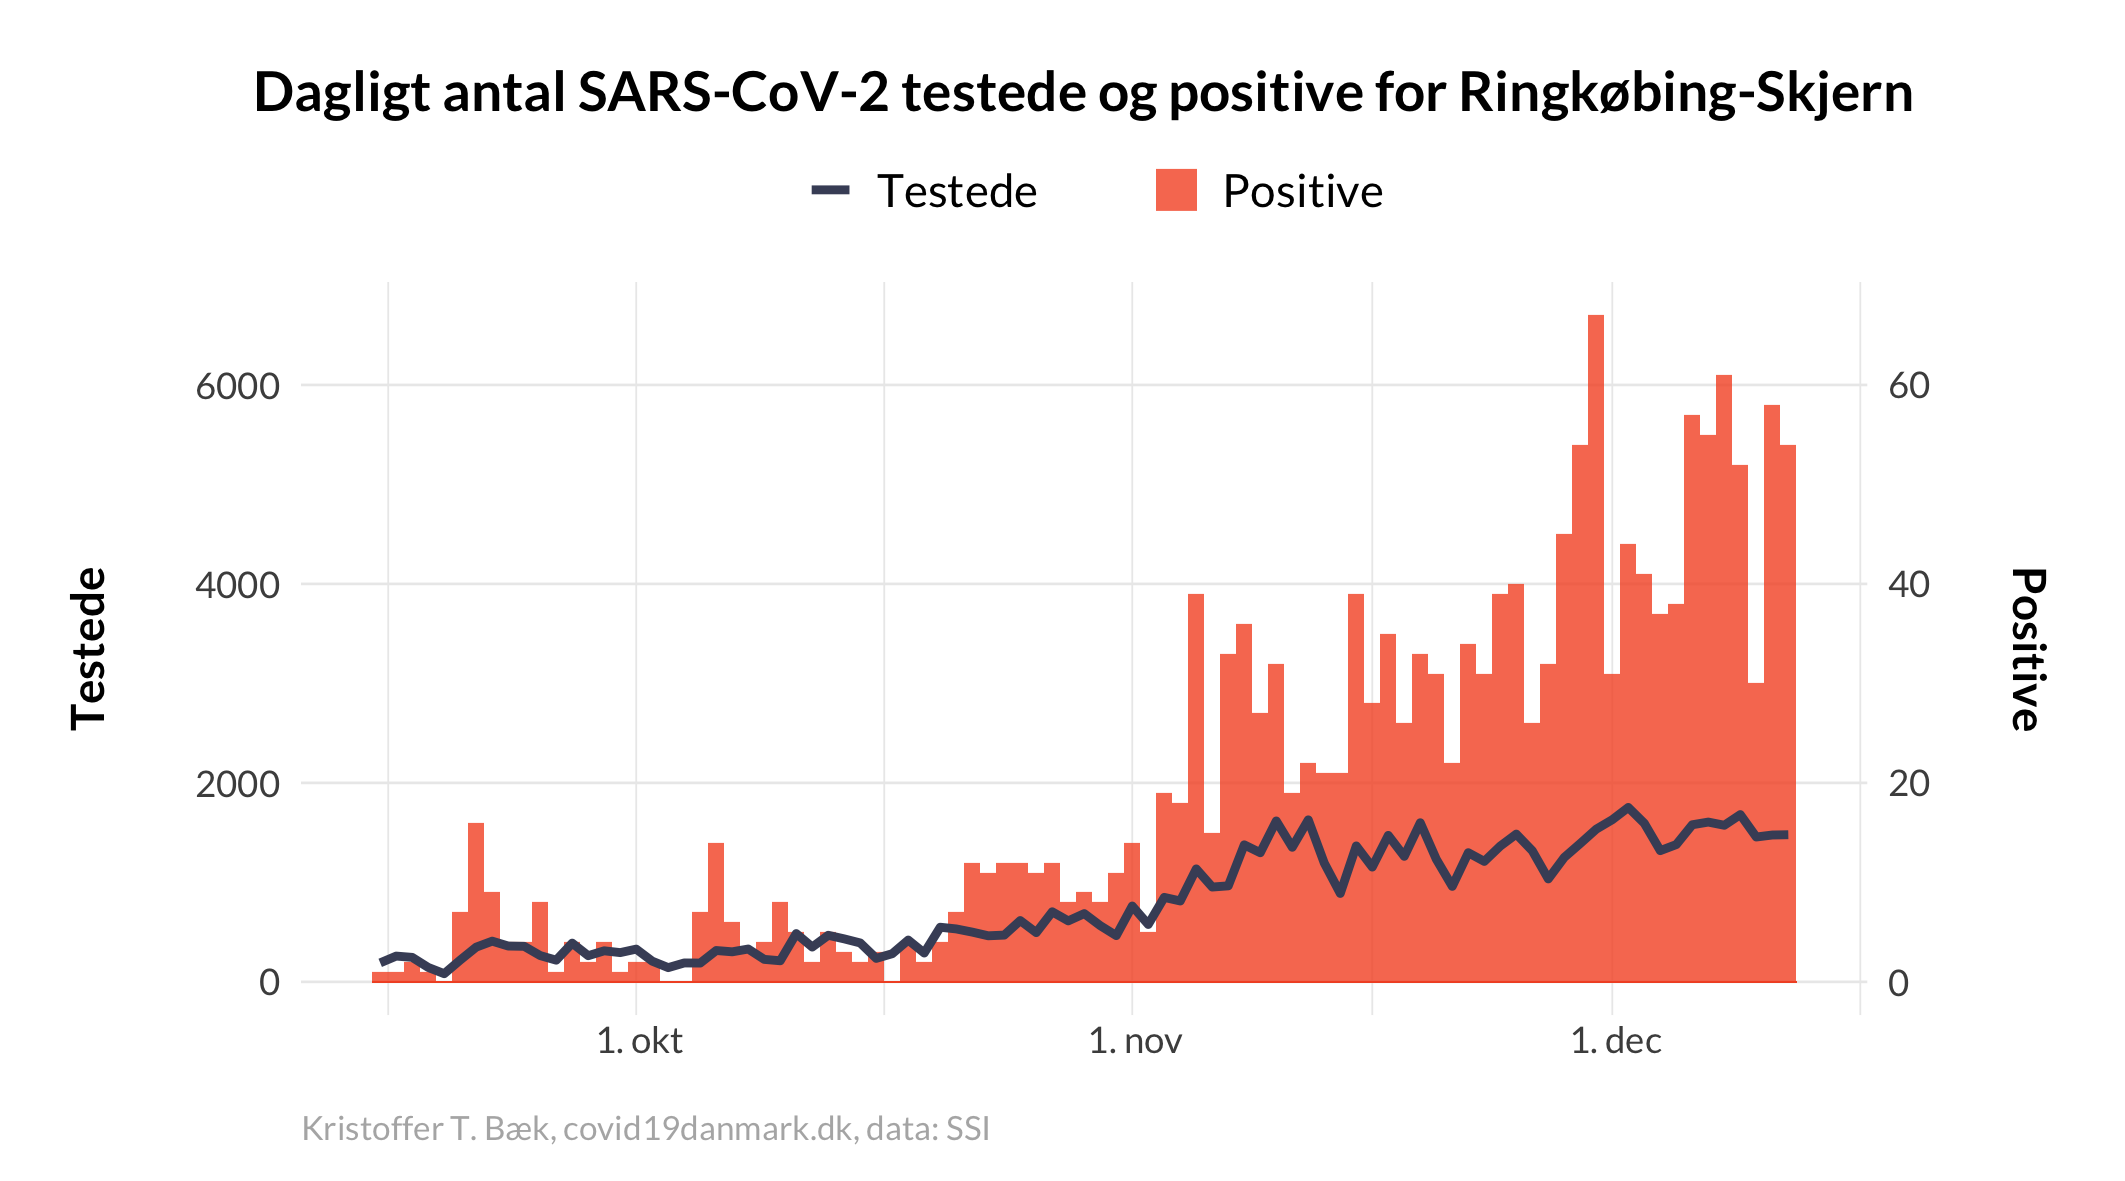 Dagligt antal SARS-CoV-2 testede og positive for Ringkøbing-Skjern
Testede
Positive
6000
4000
2000
0
Testede
60
40
20
0
Positive
1. okt
1. nov
1. dec
Kristoffer T. Bæk, covid19danmark.dk, data: SSI